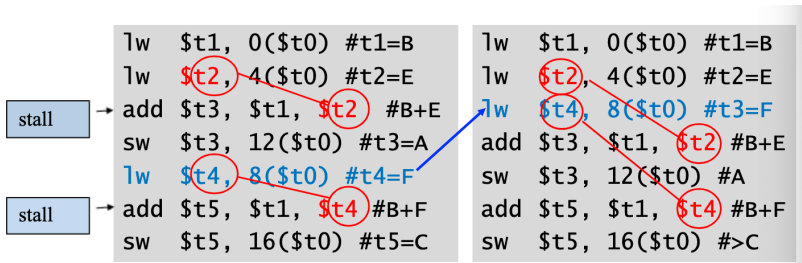 lw $t1, 0($t0) #t1=B
lw $t2, 4($t0) #t2=E
stall
add $t3, $t1, $t2 #B+E
sw $t3, 12($t0) #t3=A
lw $t4, 8($t0) #t4=F
stall
add $t5, $t1, $t4 #B+F
sw $t5, 16($t0) #t5=C
lw $t1, 0($t0) #t1=B
lw $t2, 4($t0) #t2=E
lw $t4, 8($t0) #t3=F
add $t3, $t1, $t2 #B+E
sw $t3, 12($t0) #A
add $t5, $t1, $t4 #B+F
sw $t5, 16($t0) #>C